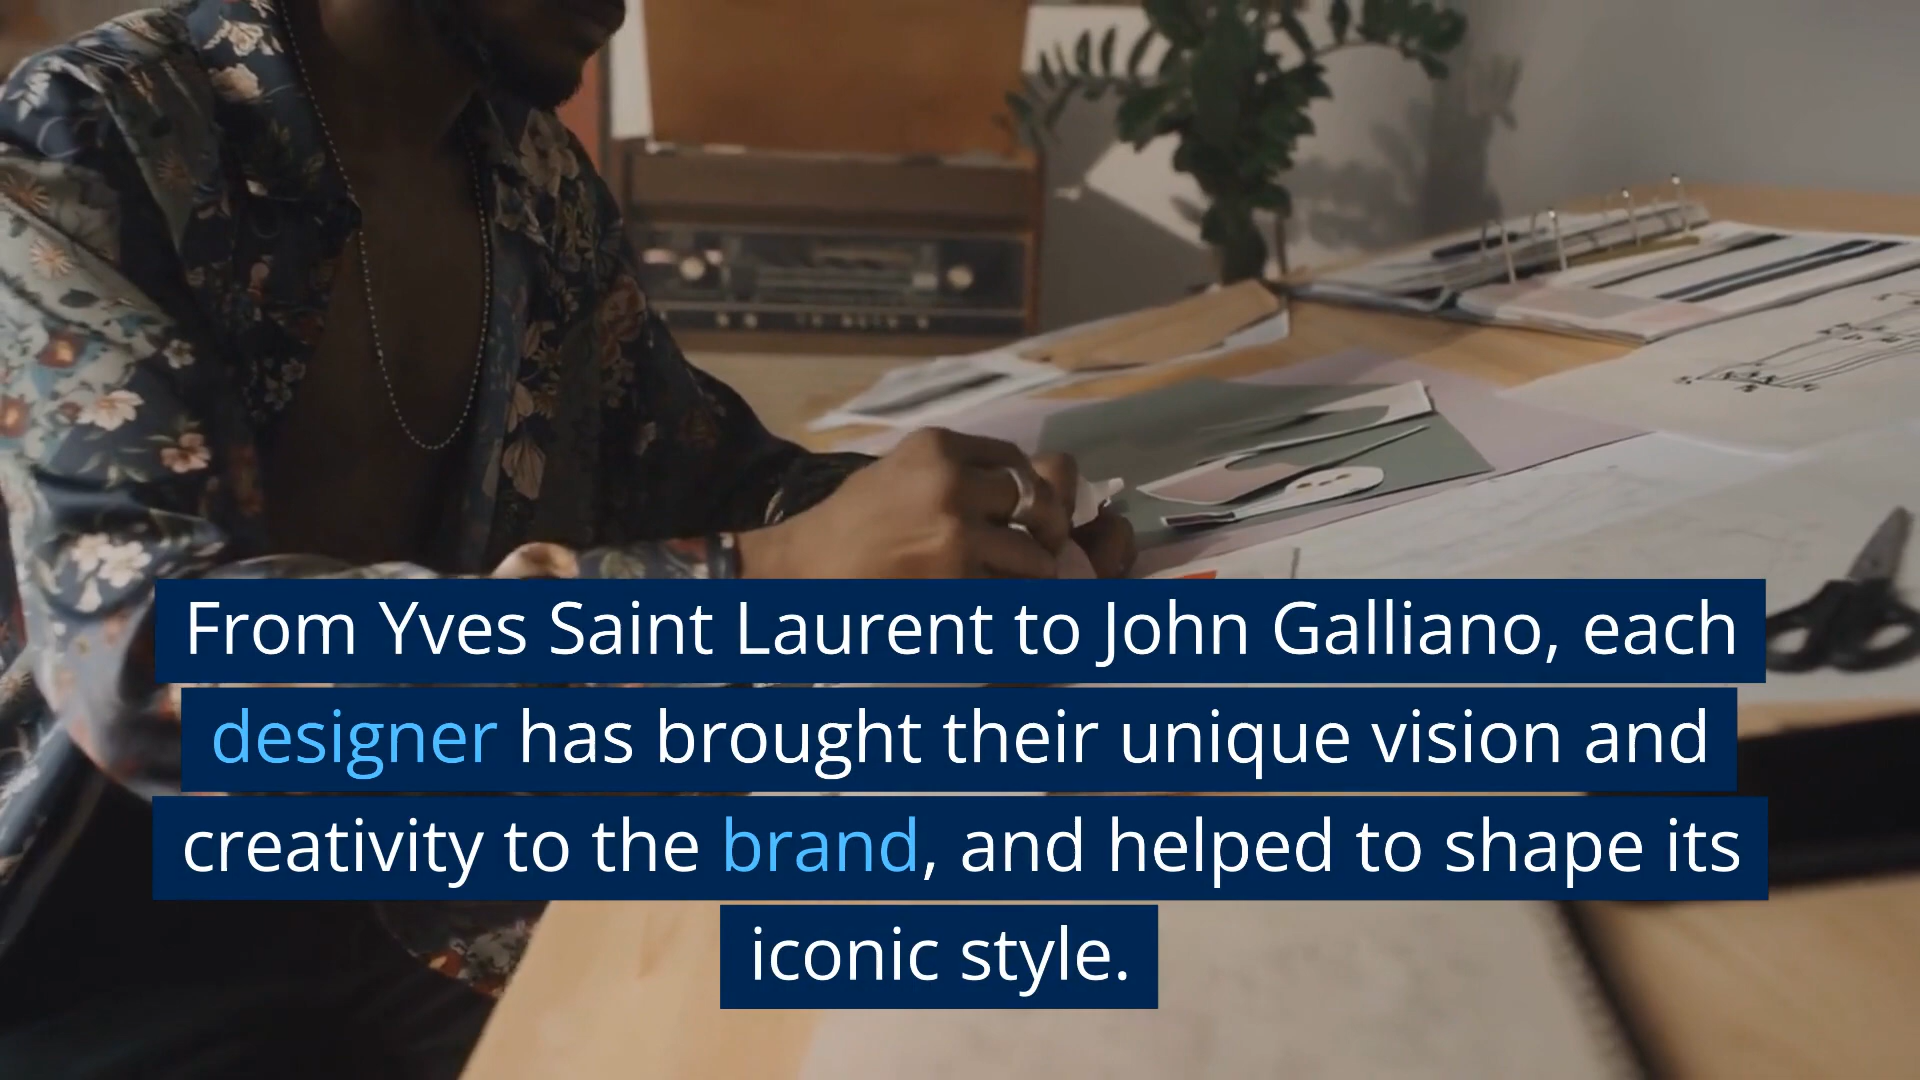 From Yves Saint Laurent to John Galliano, each
designer has brought their unique vision and
creativity to the brand, and helped to shape its
iconic style.